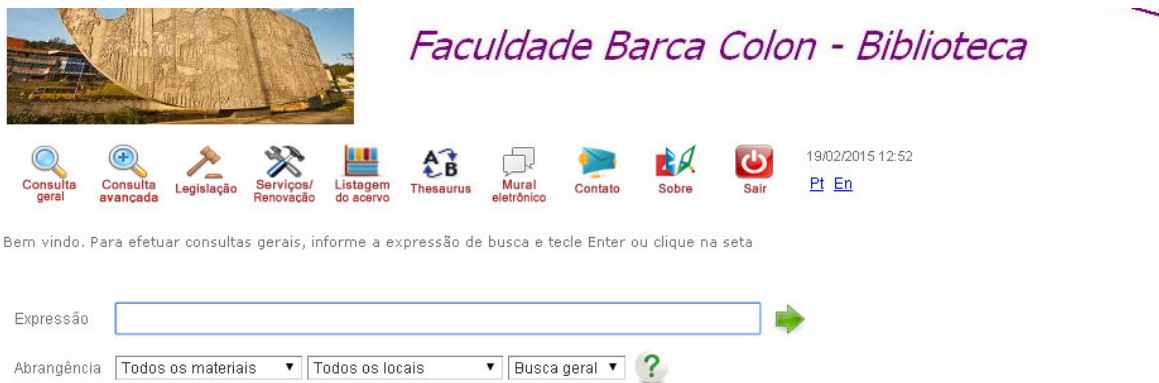 Faculdade Barca Colon - Biblioteca
Consulta geral
Consulta avançada
Legislação
Serviços/ Renovação
Listagem do acervo
A B
Thesaurus
Mural eletrônico
Contato
Sobre
Sair
19/02/2015 12:52
Pt En
Bem vindo. Para efetuar consultas gerais, informe a expressão de busca e tecle Enter ou clique na seta
Expressão
Abrangência Todos os materiais Todos os locais Busca geral ?